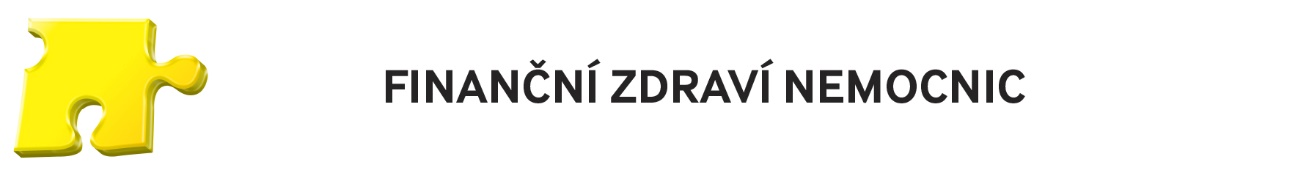 FINANČNÍ ZDRAVÍ NEMOCNIC